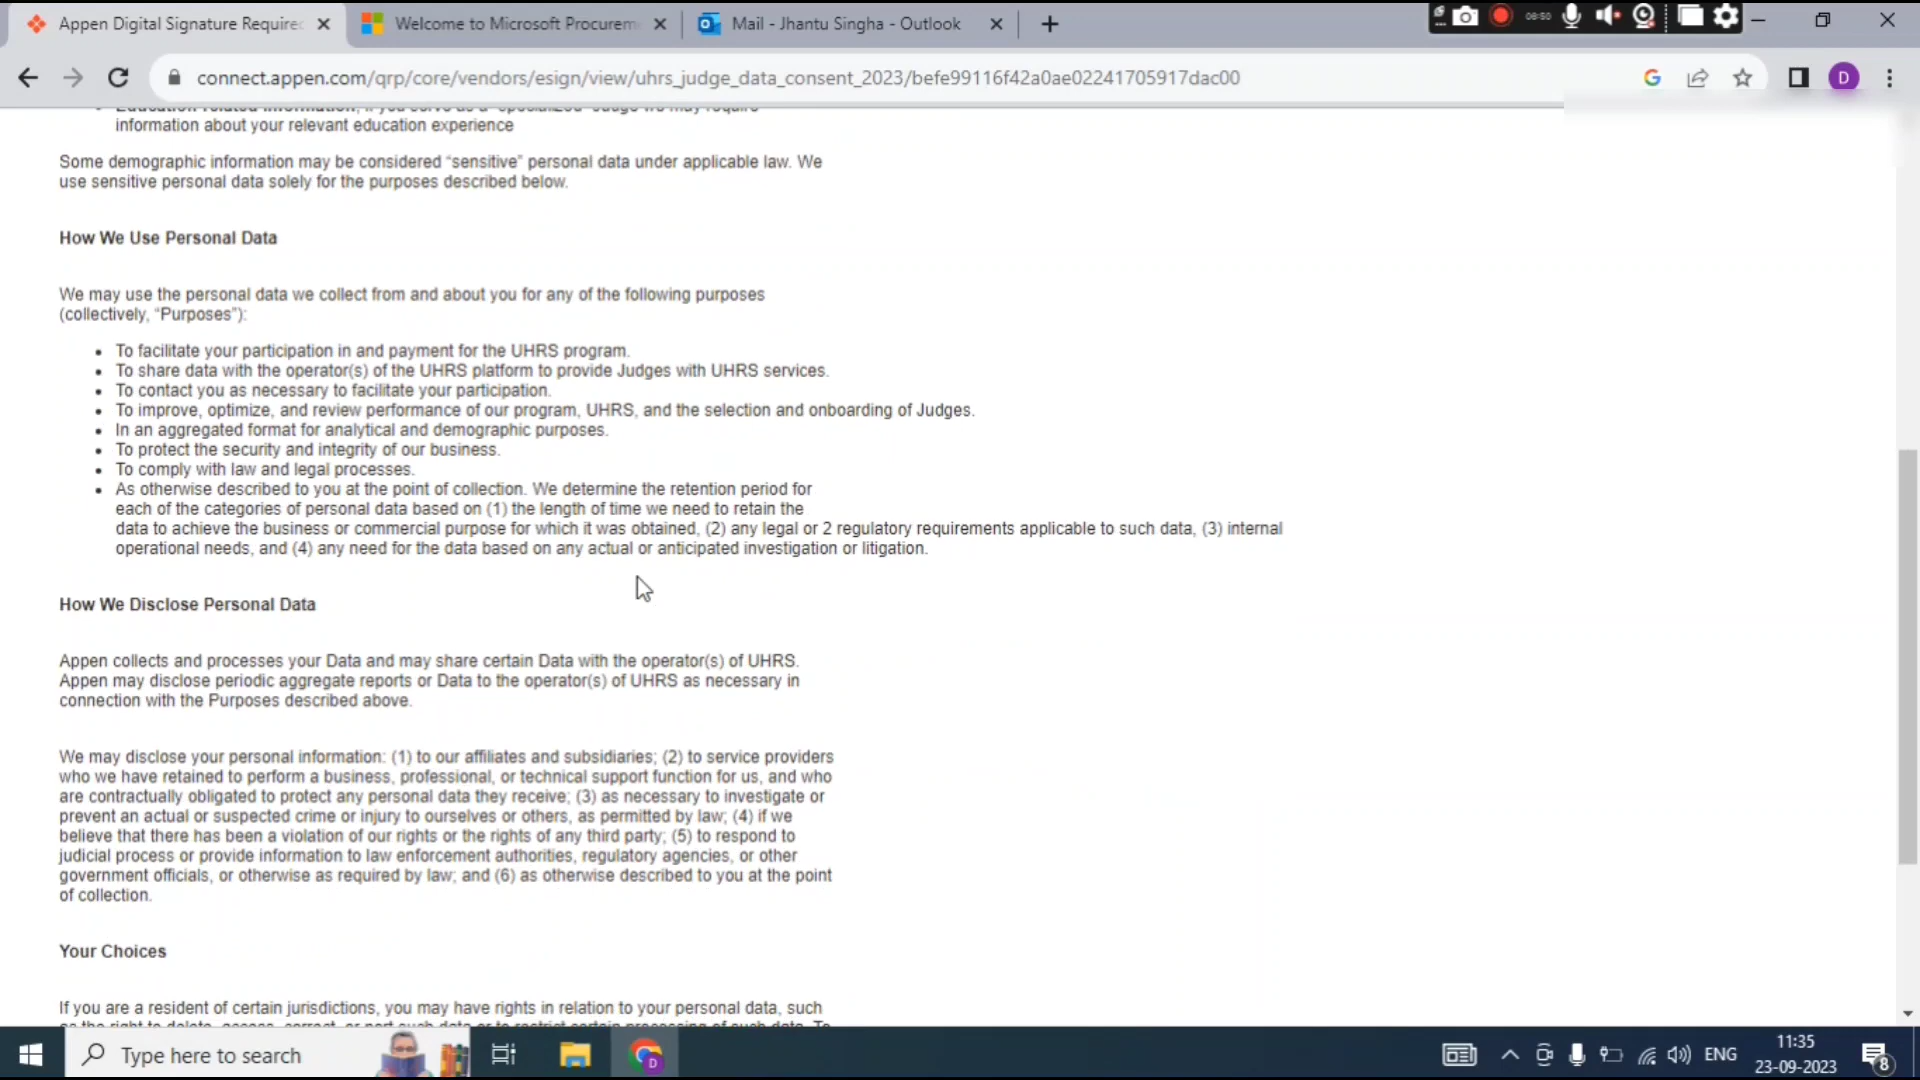 Appen Digital Signature Require
Welcome to Microsoft Procurem
Mail - Jhantu Singha - Outlook
08:50
connect.appen.com/qrp/core/vendors/esign/view/uhrs_judge_data_consent_2023/befe99116f42a0ae02241705917dac00
D
information about your relevant education experience
Some demographic information may be considered “sensitive” personal data under applicable law. We
use sensitive personal data solely for the purposes described below.
How We Use Personal Data
We may use the personal data we collect from and about you for any of the following purposes
(collectively, “Purposes”):
• To facilitate your participation in and payment for the UHRS program.
• To share data with the operator(s) of the UHRS platform to provide Judges with UHRS services.
• To contact you as necessary to facilitate your participation.
• To improve, optimize, and review performance of our program, UHRS, and the selection and onboarding of Judges.
• In an aggregated format for analytical and demographic purposes.
• To protect the security and integrity of our business.
• To comply with law and legal processes.
• As otherwise described to you at the point of collection. We determine the retention period for
each of the categories of personal data based on (1) the length of time we need to retain the
data to achieve the business or commercial purpose for which it was obtained, (2) any legal or 2 regulatory requirements applicable to such data, (3) internal
operational needs, and (4) any need for the data based on any actual or anticipated investigation or litigation.
How We Disclose Personal Data
Appen collects and processes your Data and may share certain Data with the operator(s) of UHRS.
Appen may disclose periodic aggregate reports or Data to the operator(s) of UHRS as necessary in
connection with the Purposes described above.
We may disclose your personal information: (1) to our affiliates and subsidiaries; (2) to service providers
who we have retained to perform a business, professional, or technical support function for us, and who
are contractually obligated to protect any personal data they receive; (3) as necessary to investigate or
prevent an actual or suspected crime or injury to ourselves or others, as permitted by law; (4) if we
believe that there has been a violation of our rights or the rights of any third party; (5) to respond to
judicial process or provide information to law enforcement authorities, regulatory agencies, or other
government officials, or otherwise as required by law; and (6) as otherwise described to you at the point
of collection.
Your Choices
If you are a resident of certain jurisdictions, you may have rights in relation to your personal data, such
Type here to search
D
ENG
11:35
23-09-2023
8